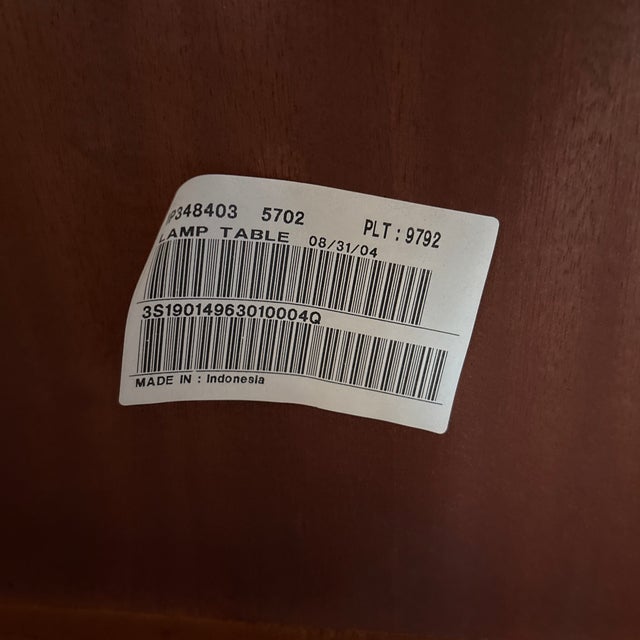 P348403 5702 PLT : 9792
LAMP TABLE 08/31/04
3S19014963010004Q
MADE IN : Indonesia